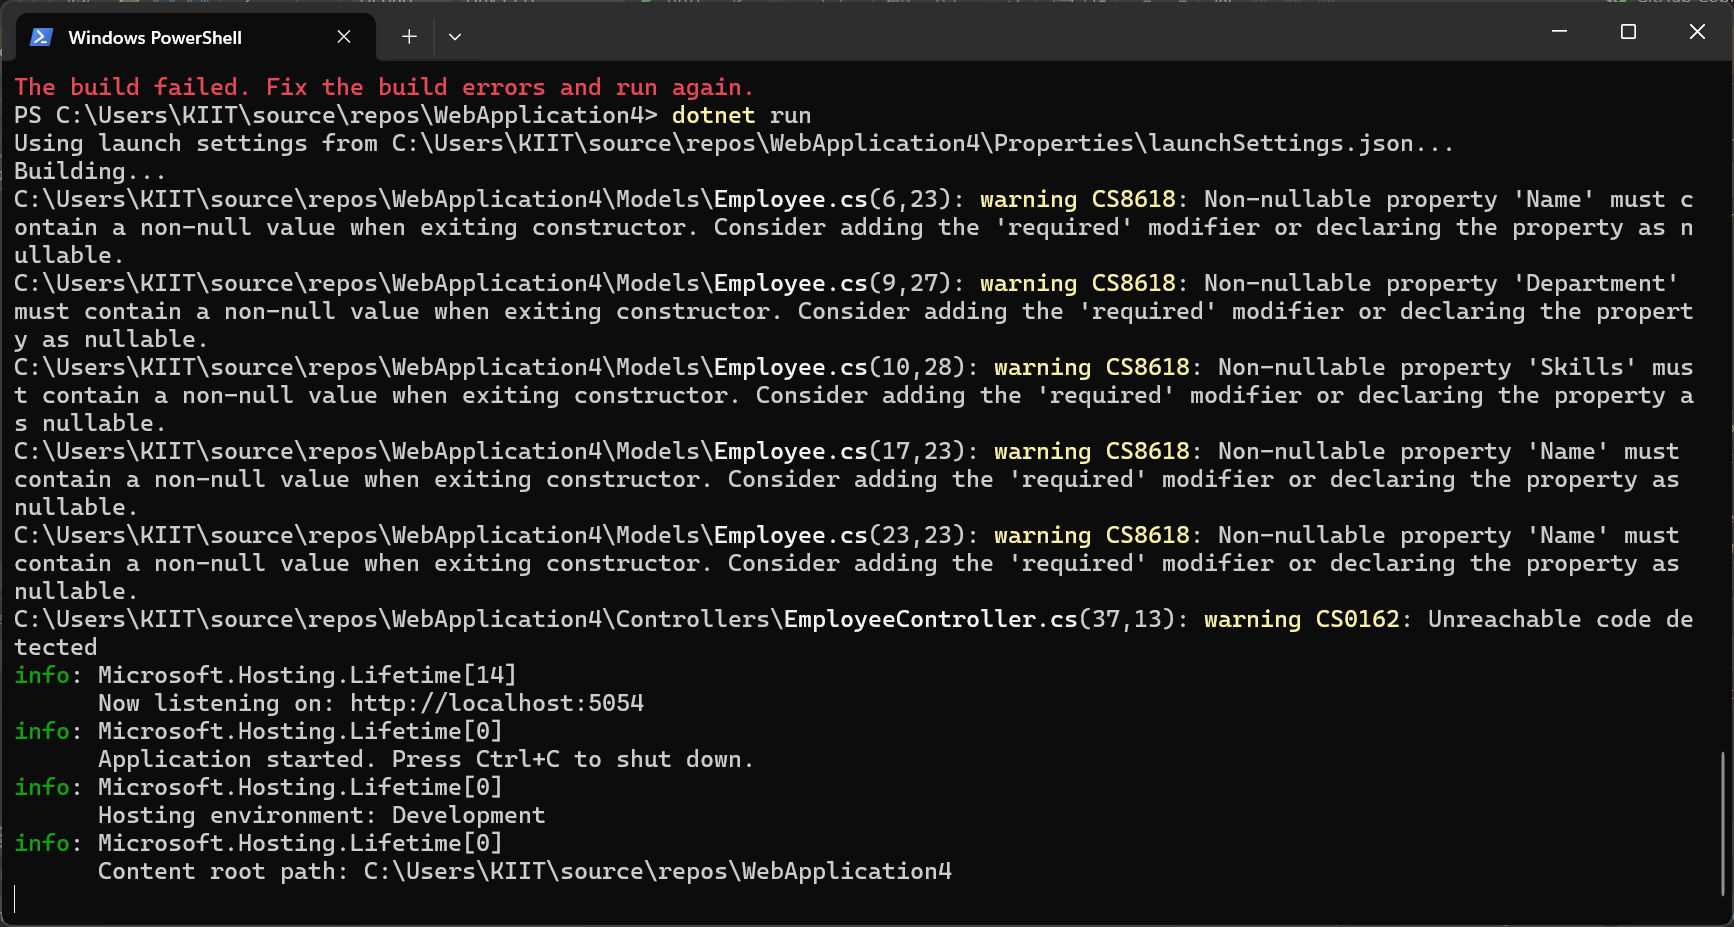 Windows PowerShell
The build failed. Fix the build errors and run again.
PS C:\Users\KIIT\source\repos\WebApplication4> dotnet run
Using launch settings from C:\Users\KIIT\source\repos\WebApplication4\Properties\launchSettings.json...
Building...
C:\Users\KIIT\source\repos\WebApplication4\Models\Employee.cs(6,23): warning CS8618: Non-nullable property 'Name' must c
ontain a non-null value when exiting constructor. Consider adding the 'required' modifier or declaring the property as n
ullable.
C:\Users\KIIT\source\repos\WebApplication4\Models\Employee.cs(9,27): warning CS8618: Non-nullable property 'Department'
must contain a non-null value when exiting constructor. Consider adding the 'required' modifier or declaring the propert
y as nullable.
C:\Users\KIIT\source\repos\WebApplication4\Models\Employee.cs(10,28): warning CS8618: Non-nullable property 'Skills' mus
t contain a non-null value when exiting constructor. Consider adding the 'required' modifier or declaring the property a
s nullable.
C:\Users\KIIT\source\repos\WebApplication4\Models\Employee.cs(17,23): warning CS8618: Non-nullable property 'Name' must
contain a non-null value when exiting constructor. Consider adding the 'required' modifier or declaring the property as
nullable.
C:\Users\KIIT\source\repos\WebApplication4\Models\Employee.cs(23,23): warning CS8618: Non-nullable property 'Name' must
contain a non-null value when exiting constructor. Consider adding the 'required' modifier or declaring the property as
nullable.
C:\Users\KIIT\source\repos\WebApplication4\Controllers\EmployeeController.cs(37,13): warning CS0162: Unreachable code de
tected
info: Microsoft.Hosting.Lifetime[14]
Now listening on: http://localhost:5054
info: Microsoft.Hosting.Lifetime[0]
Application started. Press Ctrl+C to shut down.
info: Microsoft.Hosting.Lifetime[0]
Hosting environment: Development
info: Microsoft.Hosting.Lifetime[0]
Content root path: C:\Users\KIIT\source\repos\WebApplication4